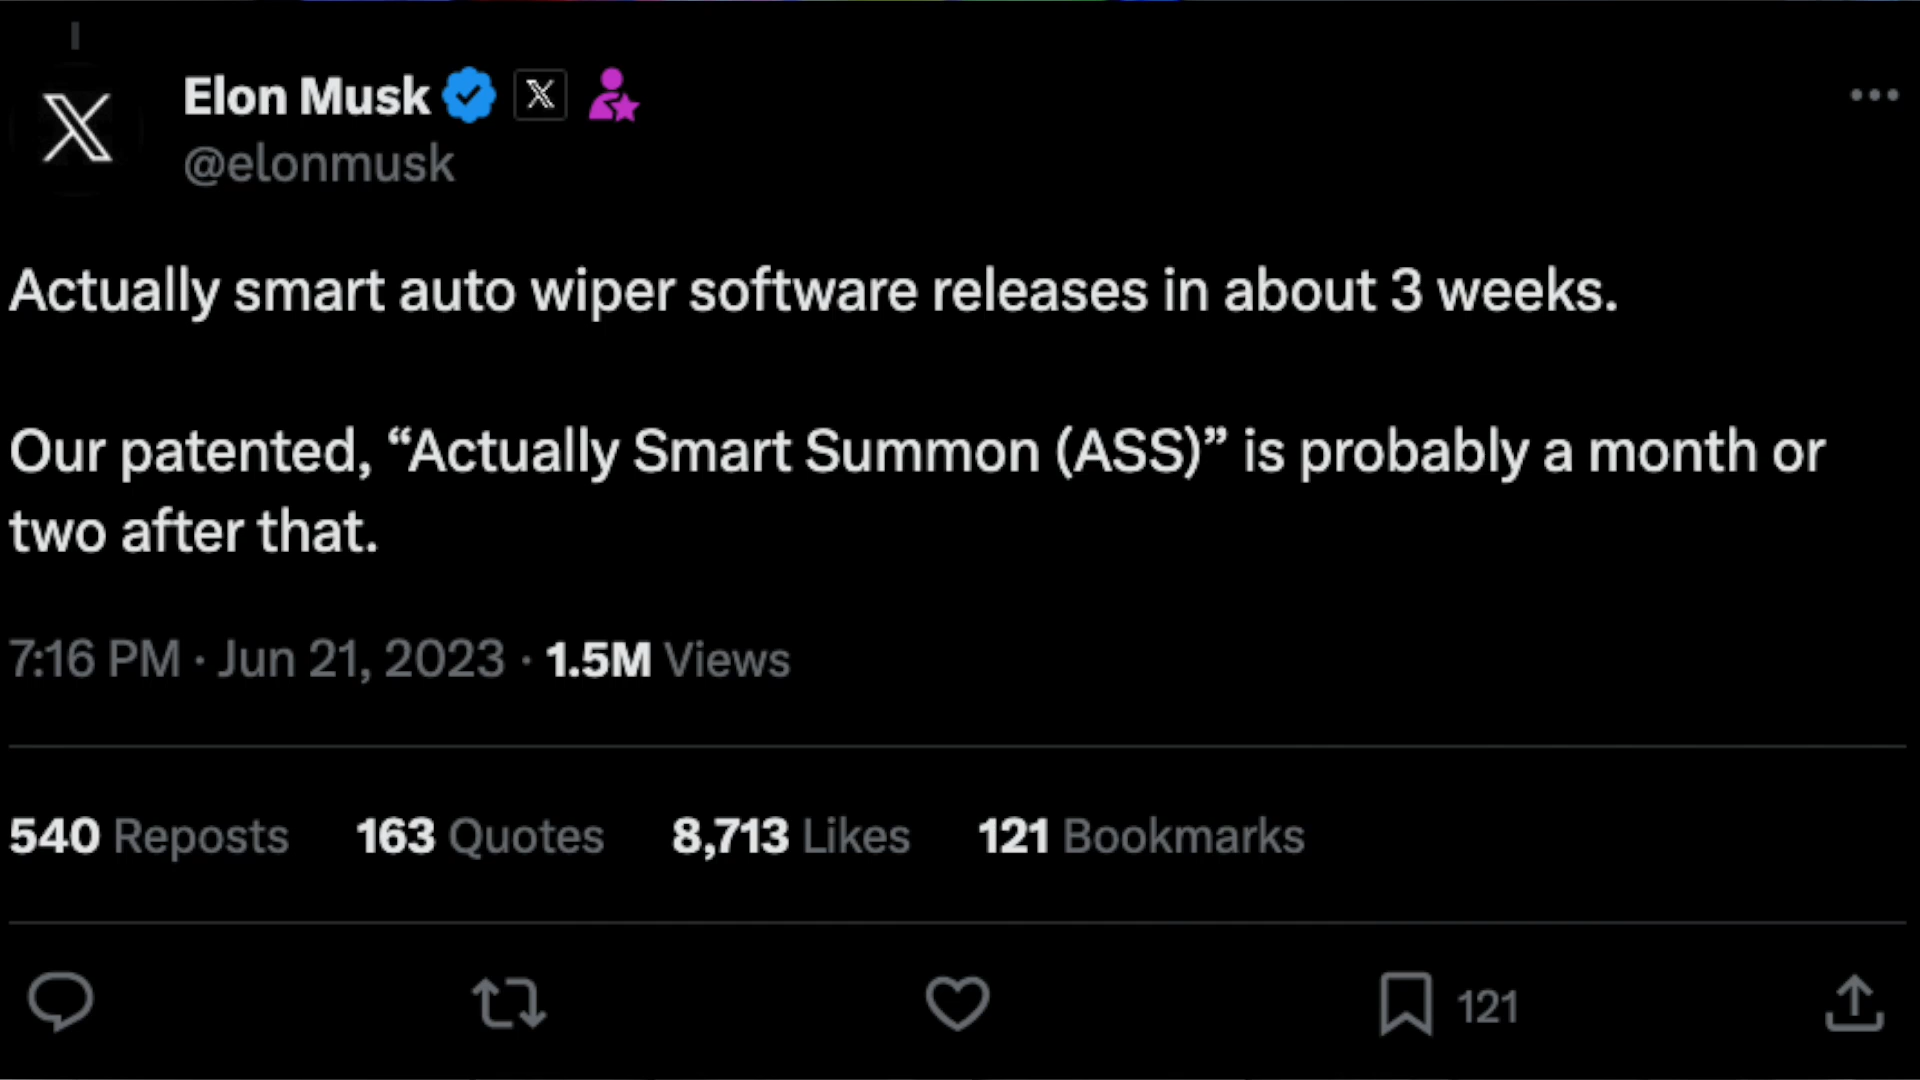 Elon Musk
@elonmusk
Actually smart auto wiper software releases in about 3 weeks.
Our patented, “Actually Smart Summon (ASS)” is probably a month or
two after that.
7:16 PM · Jun 21, 2023 · 1.5M Views
540 Reposts 163 Quotes 8,713 Likes 121 Bookmarks
121